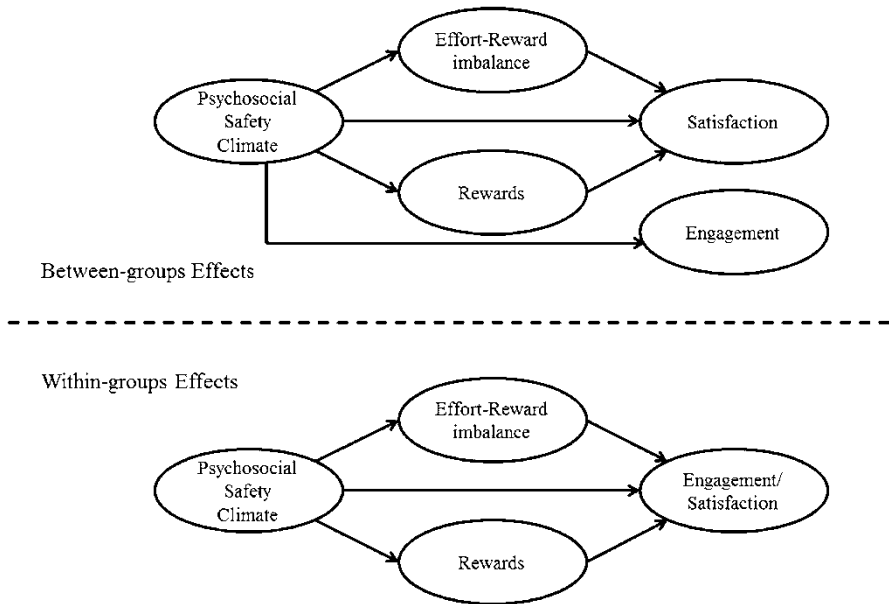 Effort-Reward
imbalance
Psychosocial
Safety
Climate
Satisfaction
Rewards
Engagement
Between-groups Effects
Within-groups Effects
Effort-Reward
imbalance
Psychosocial
Safety
Climate
Engagement/
Satisfaction
Rewards